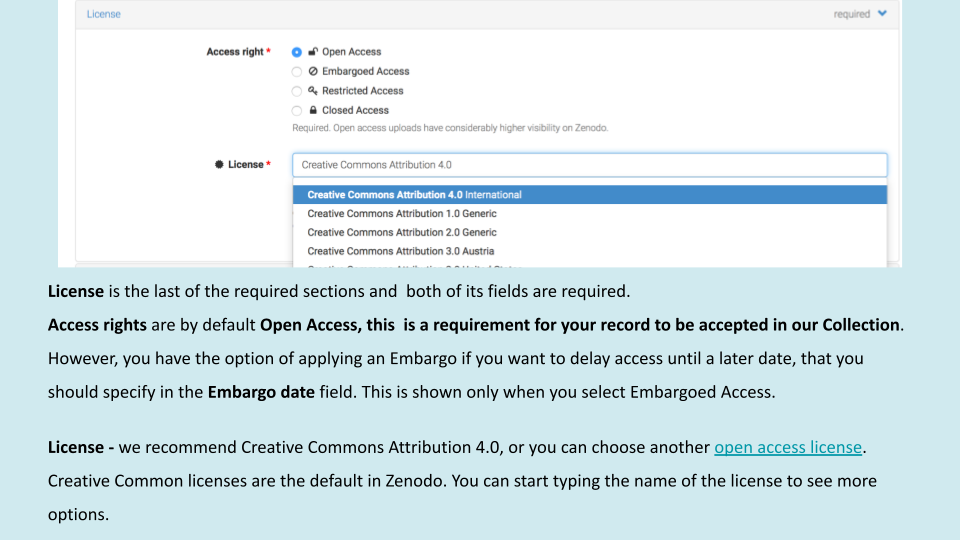 License required
Access right *
Open Access
Embargoed Access
Restricted Access
Closed Access
Required. Open access uploads have considerably higher visibility on Zenodo.
License * Creative Commons Attribution 4.0
Creative Commons Attribution 4.0 International
Creative Commons Attribution 1.0 Generic
Creative Commons Attribution 2.0 Generic
Creative Commons Attribution 3.0 Austria
License is the last of the required sections and  both of its fields are required.
Access rights are by default Open Access, this  is a requirement for your record to be accepted in our Collection.
However, you have the option of applying an Embargo if you want to delay access until a later date, that you
should specify in the Embargo date field. This is shown only when you select Embargoed Access.
License - we recommend Creative Commons Attribution 4.0, or you can choose another open access license.
Creative Common licenses are the default in Zenodo. You can start typing the name of the license to see more
options.